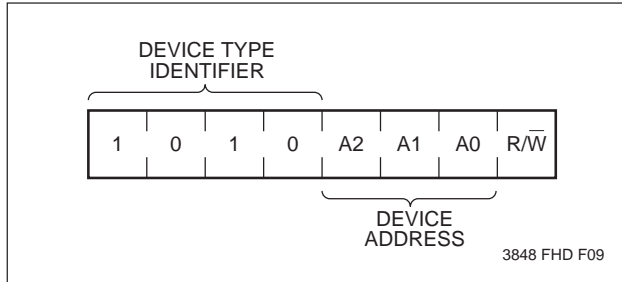 DEVICE TYPE
IDENTIFIER
1 0 1 0 A2 A1 A0 R/W̅
DEVICE
ADDRESS
3848 FHD F09